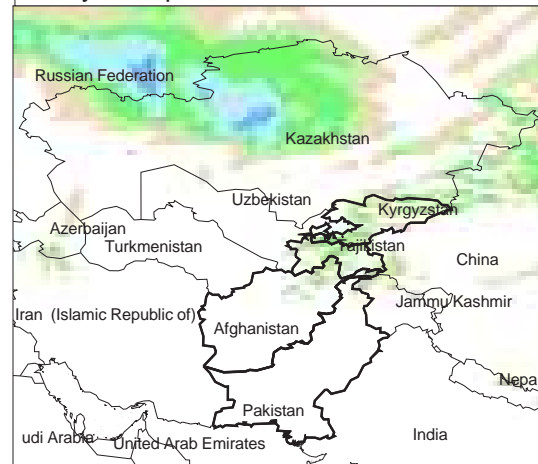 Russian Federation
Kazakhstan
Uzbekistan
Kyrgyzstan
Azerbaijan
Turkmenistan
Tajikistan
China
Jammu Kashmir
Iran (Islamic Republic of)
Afghanistan
Nepa
Pakistan
India
udi Arabia
United Arab Emirates